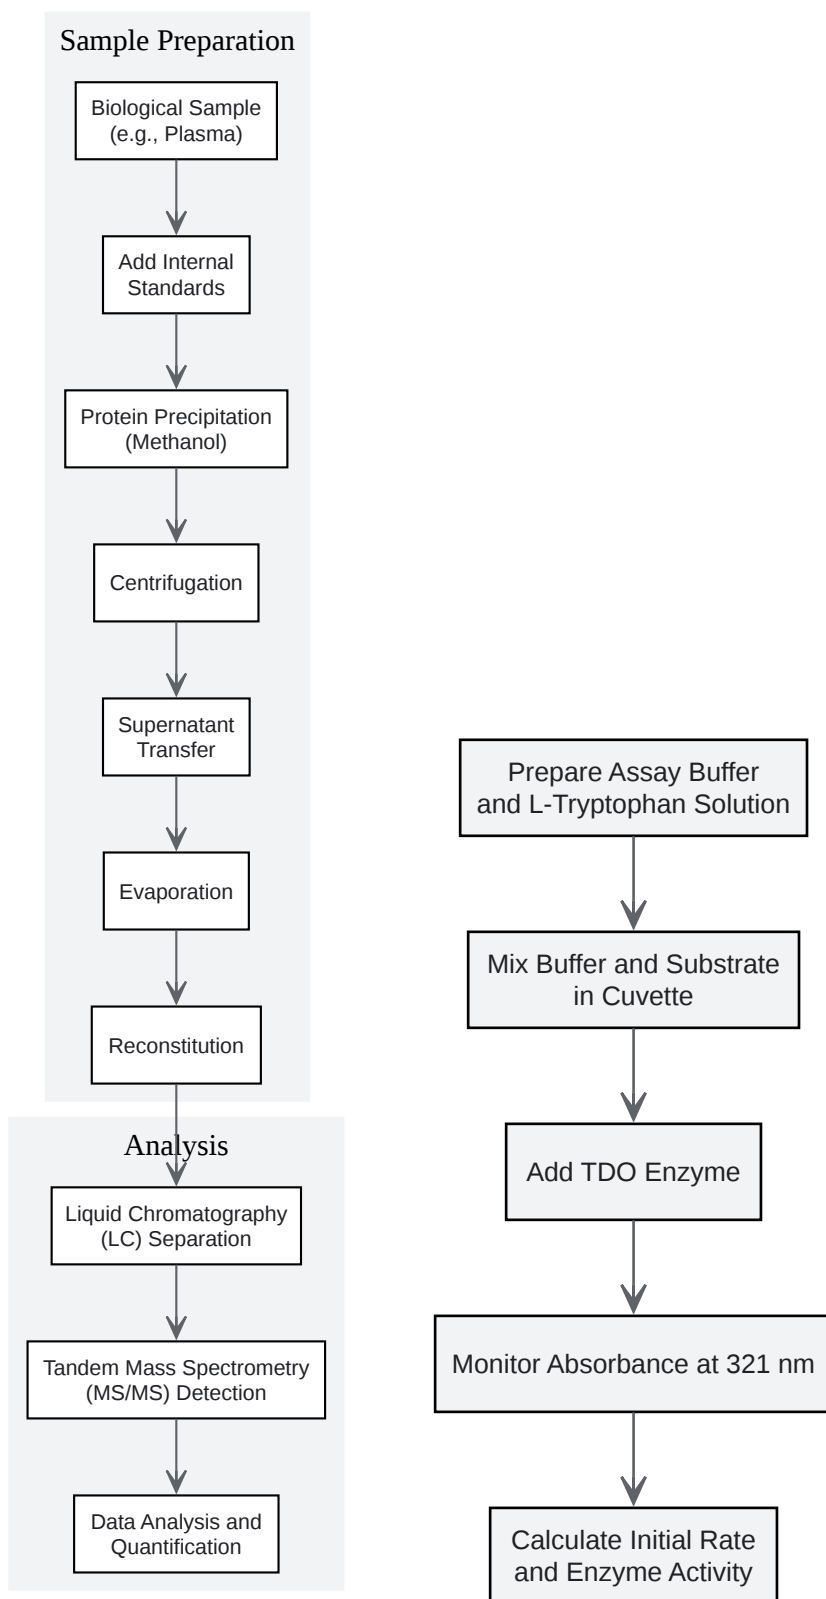 Sample Preparation
Biological Sample
(e.g., Plasma)
Add Internal
Standards
Protein Precipitation
(Methanol)
Centrifugation
Supernatant
Transfer
Evaporation
Reconstitution
Analysis
Liquid Chromatography
(LC) Separation
Tandem Mass Spectrometry
(MS/MS) Detection
Data Analysis and
Quantification
Prepare Assay Buffer
and L-Tryptophan Solution
Mix Buffer and Substrate
in Cuvette
Add TDO Enzyme
Monitor Absorbance at 321 nm
Calculate Initial Rate
and Enzyme Activity